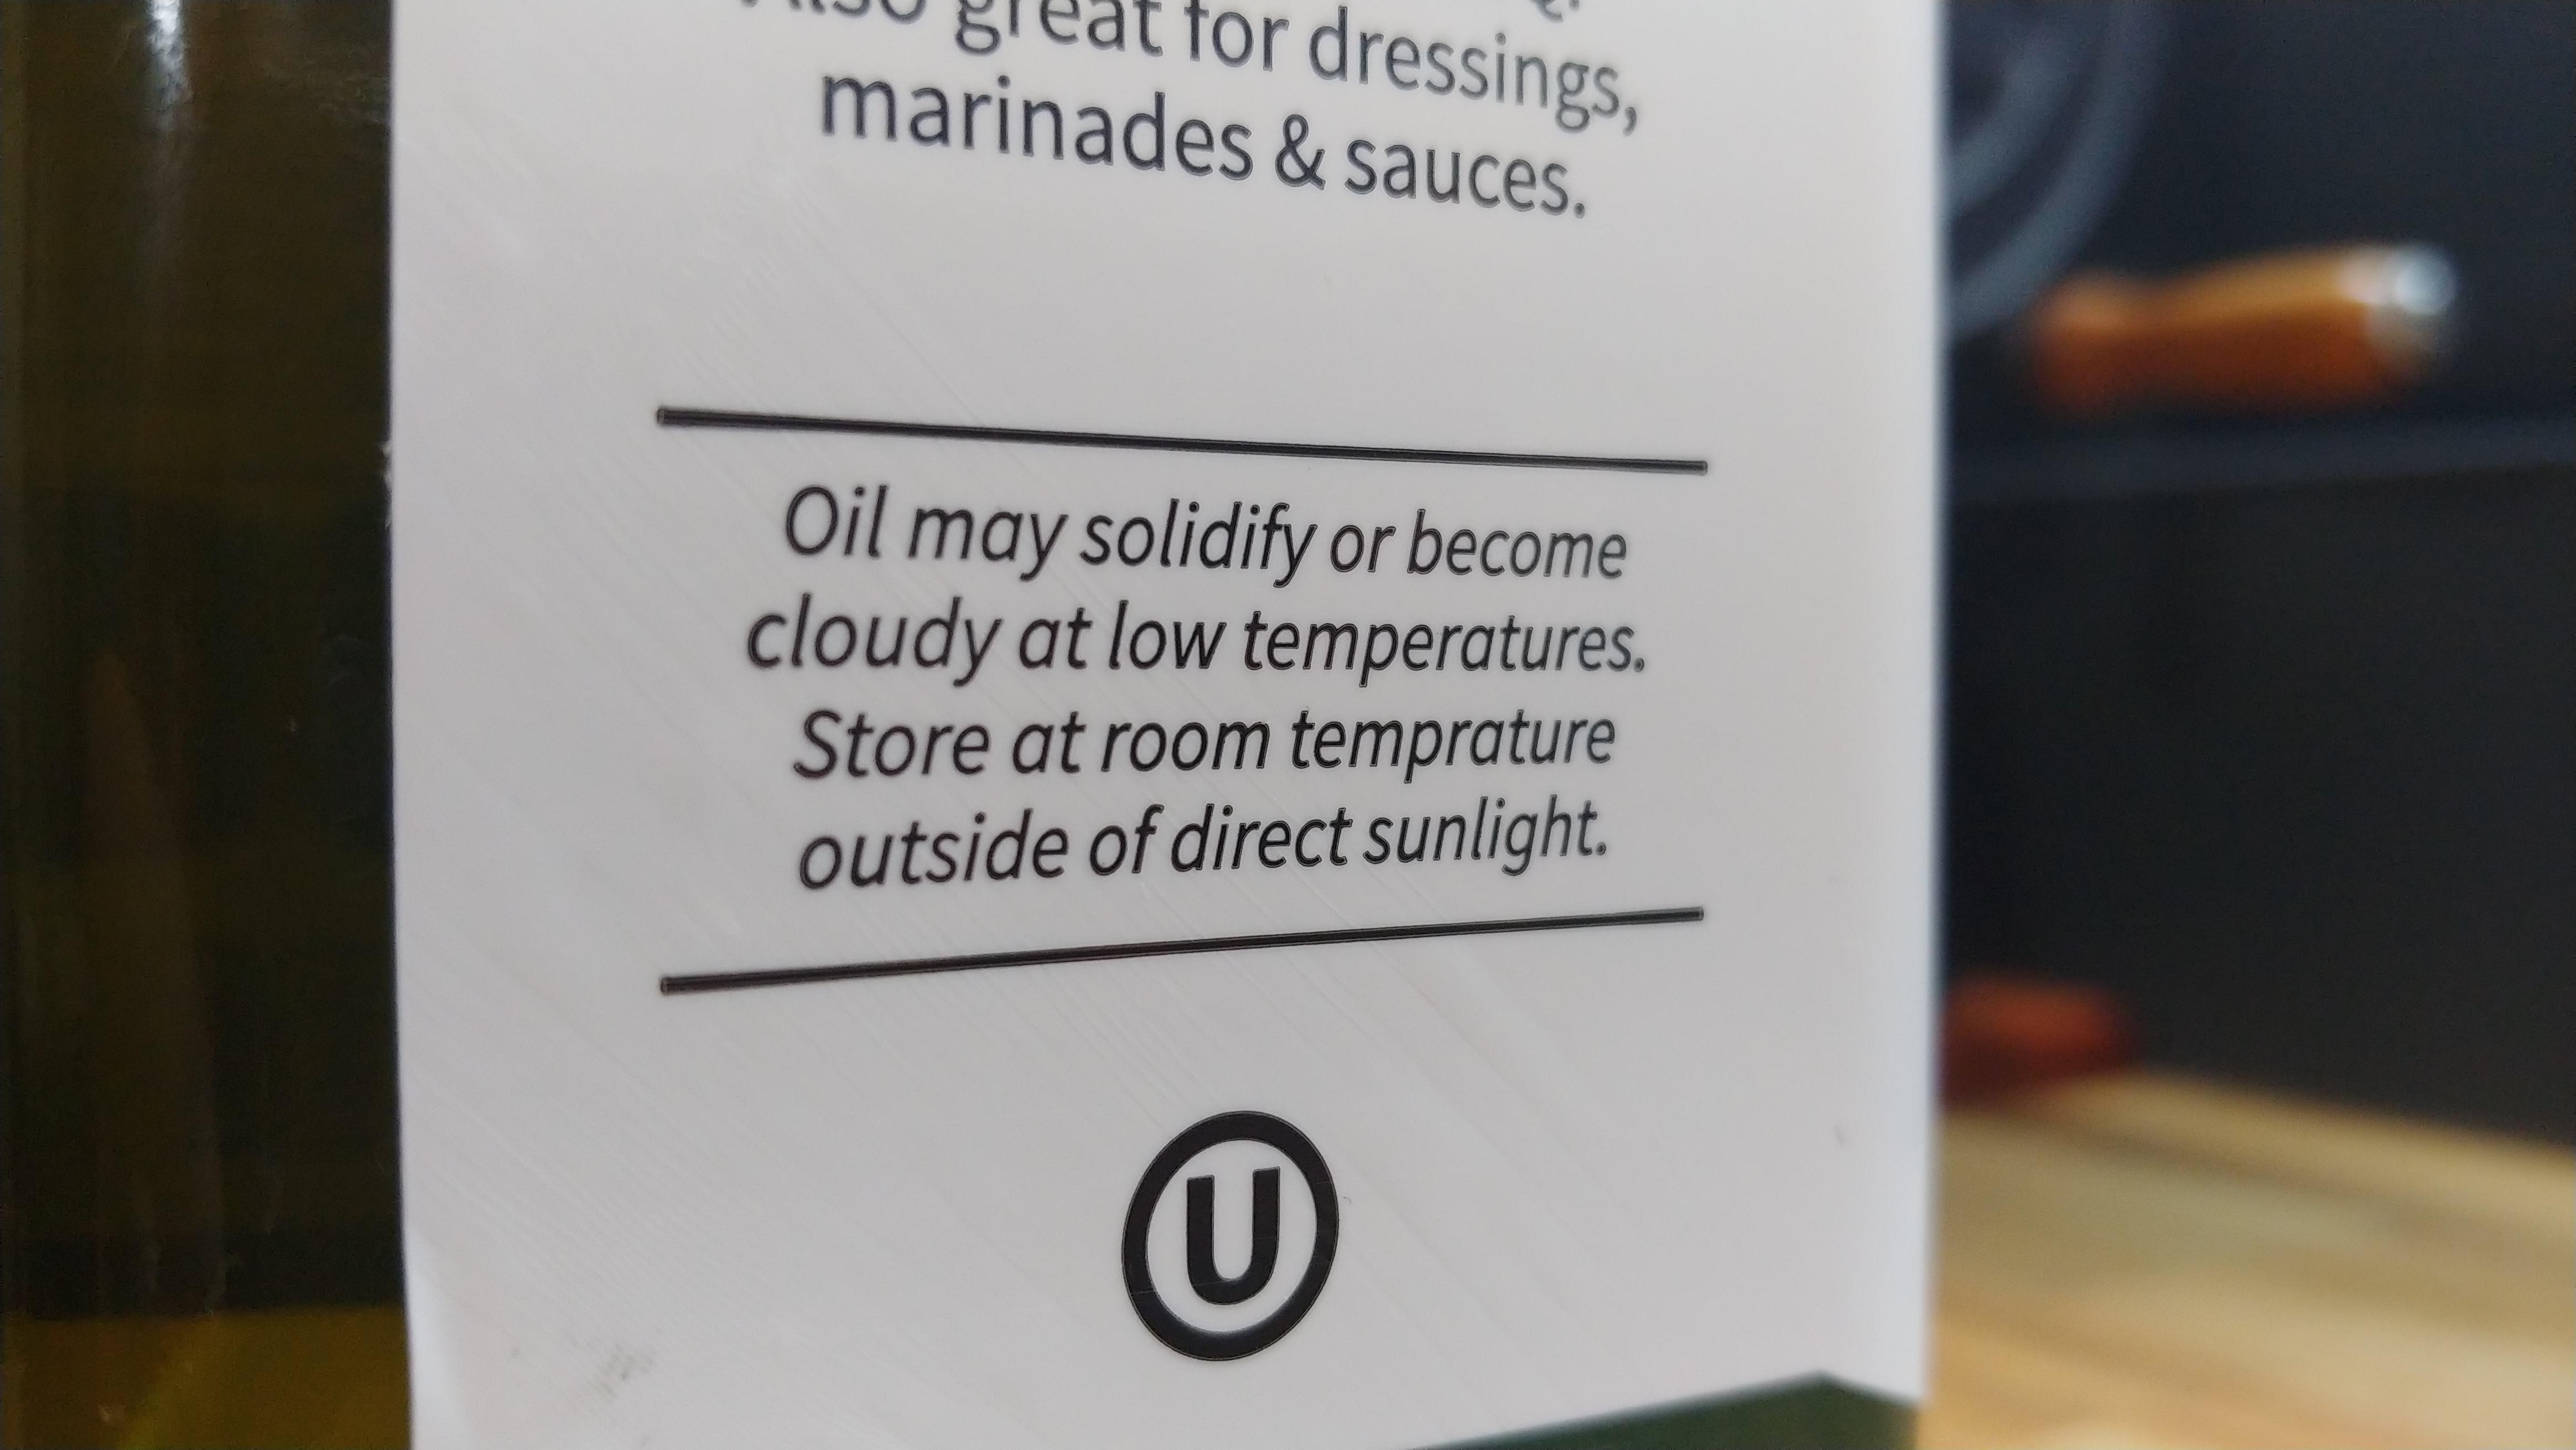 Also great for dressings,
marinades & sauces.
Oil may solidify or become
cloudy at low temperatures.
Store at room temprature
outside of direct sunlight.
U